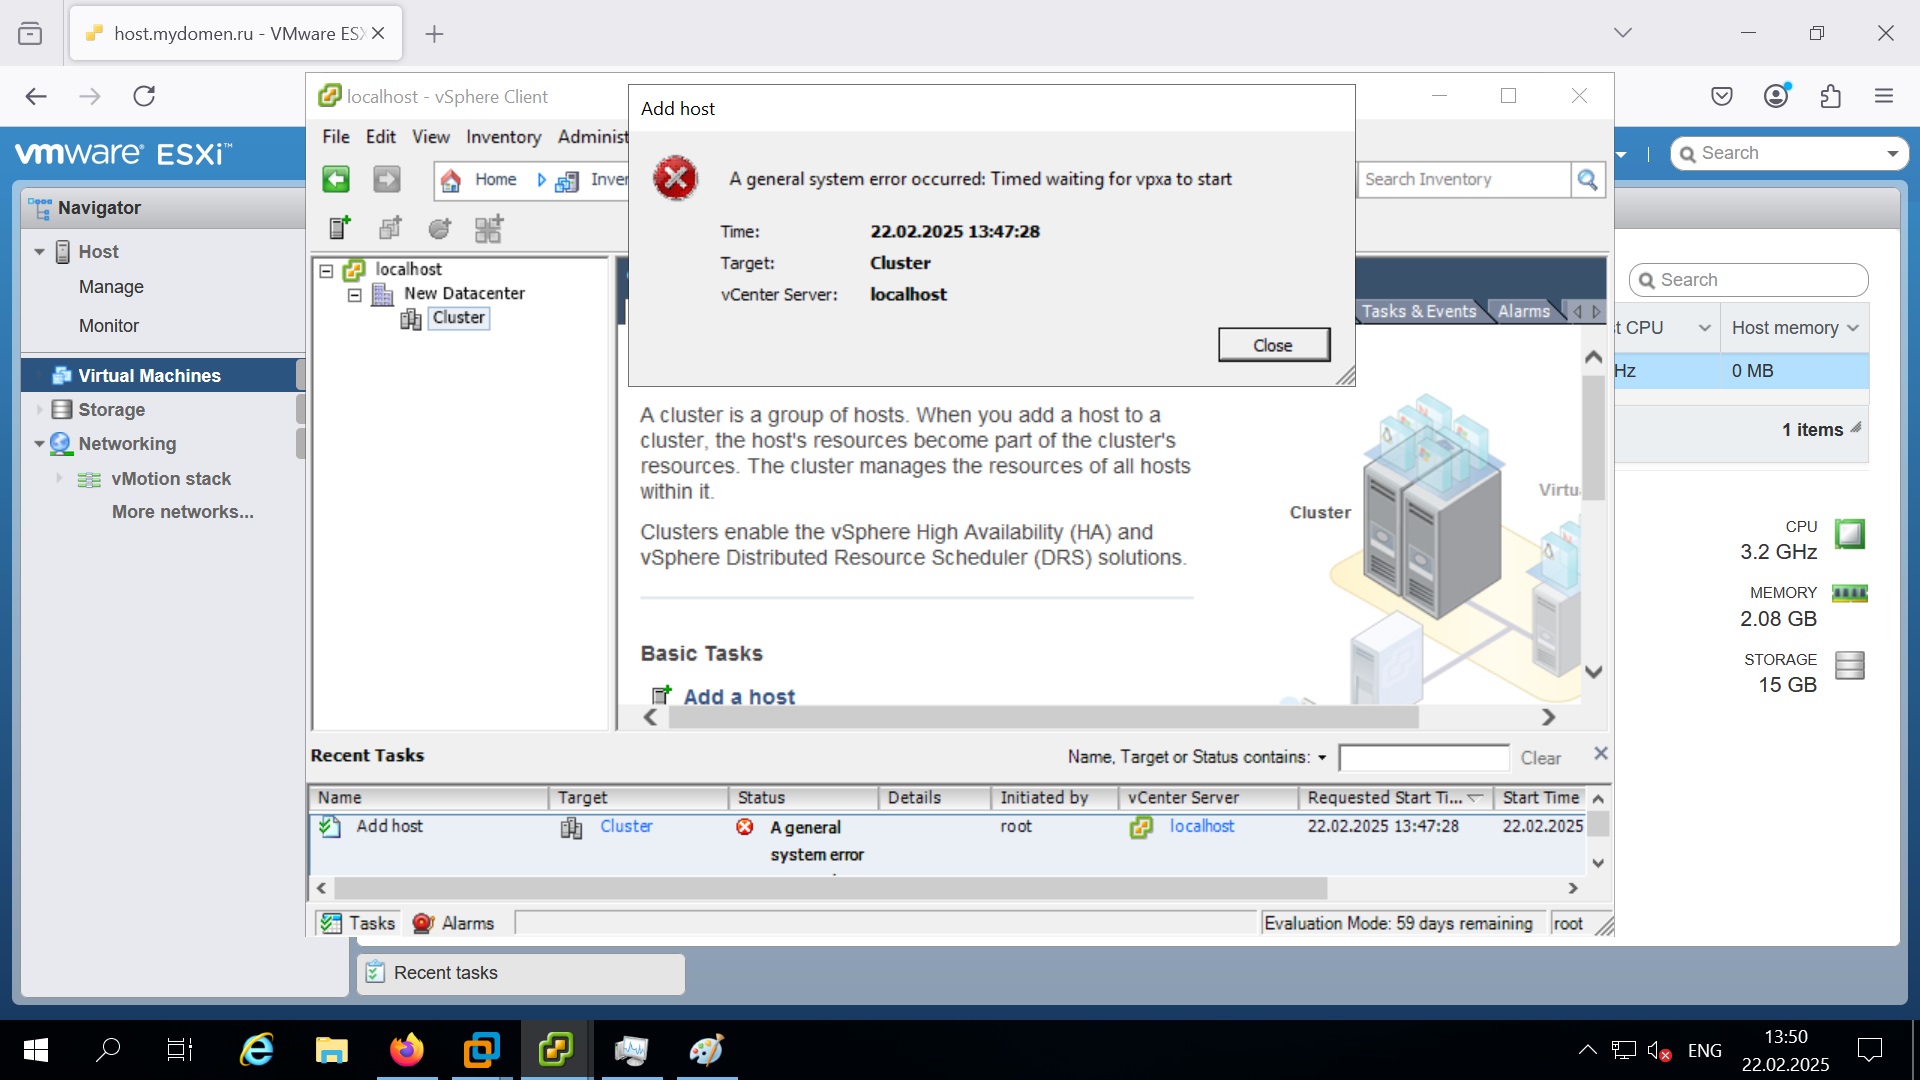 host.mydomen.ru - VMware ESX
localhost - vSphere Client
File Edit View Inventory Administ
Home Inver
Search Inventory
Add host
A general system error occurred: Timed waiting for vpxa to start
Time: 22.02.2025 13:47:28
Target: Cluster
vCenter Server: localhost
Close
vmware® ESXi™
Search
Navigator
Host
Manage
Monitor
Virtual Machines
Storage
Networking
vMotion stack
More networks...
localhost
New Datacenter
Cluster
Tasks & Events Alarms
Search
t CPU Host memory
Hz 0 MB
1 items
A cluster is a group of hosts. When you add a host to a
cluster, the host's resources become part of the cluster's
resources. The cluster manages the resources of all hosts
within it.
Clusters enable the vSphere High Availability (HA) and
vSphere Distributed Resource Scheduler (DRS) solutions.
Cluster
Virtu
Basic Tasks
Add a host
CPU
3.2 GHz
MEMORY
2.08 GB
STORAGE
15 GB
Recent Tasks
Name, Target or Status contains: Clear
Name Target Status Details Initiated by vCenter Server Requested Start Ti... Start Time
Add host Cluster A general root localhost 22.02.2025 13:47:28 22.02.2025
system error
Tasks Alarms
Evaluation Mode: 59 days remaining root
Recent tasks
ENG
13:50
22.02.2025